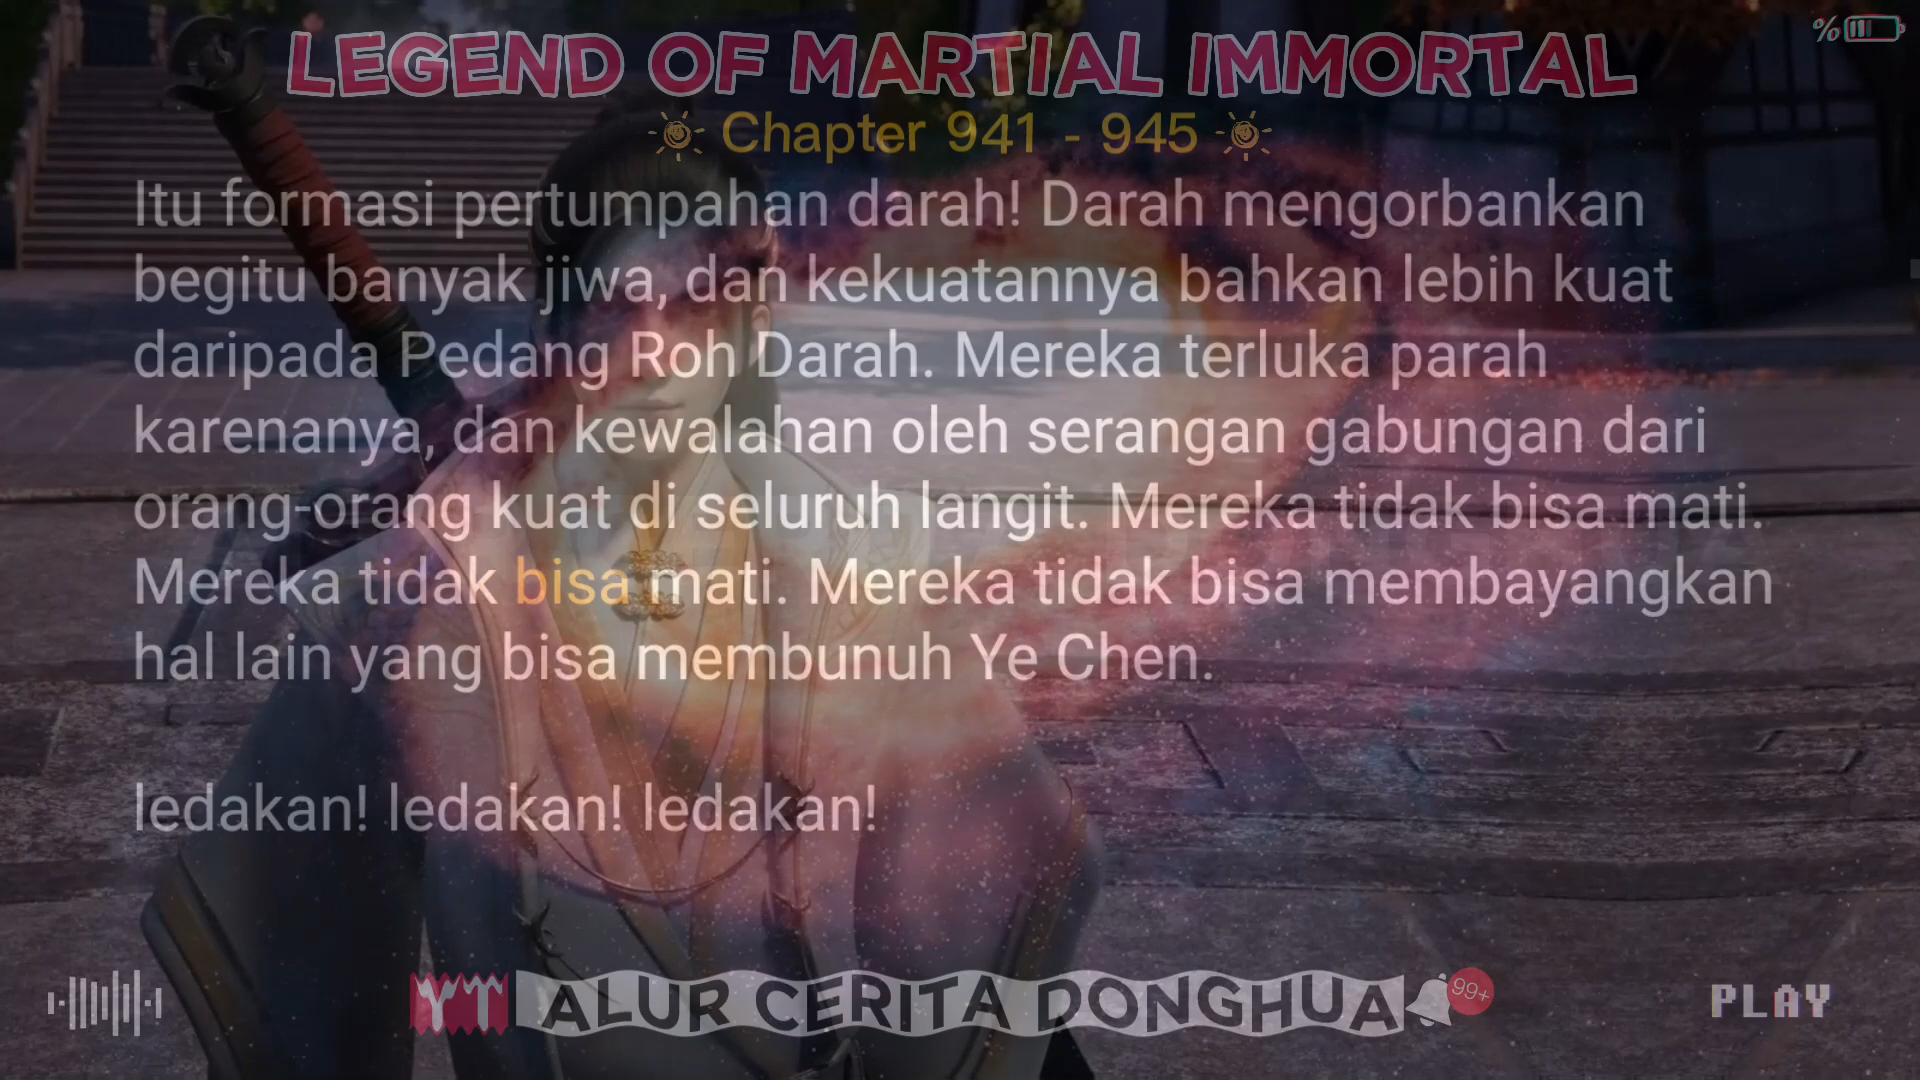 LEGEND OF MARTIAL IMMORTAL
%
Chapter 941 - 945
Itu formasi pertumpahan darah! Darah mengorbankan
begitu banyak jiwa, dan kekuatannya bahkan lebih kuat
daripada Pedang Roh Darah. Mereka terluka parah
karenanya, dan kewalahan oleh serangan gabungan dari
orang-orang kuat di seluruh langit. Mereka tidak bisa mati.
Mereka tidak bisa mati. Mereka tidak bisa membayangkan
hal lain yang bisa membunuh Ye Chen.
ledakan! ledakan! ledakan!
YT ALUR CERITA DONGHUA 99+
PLAY